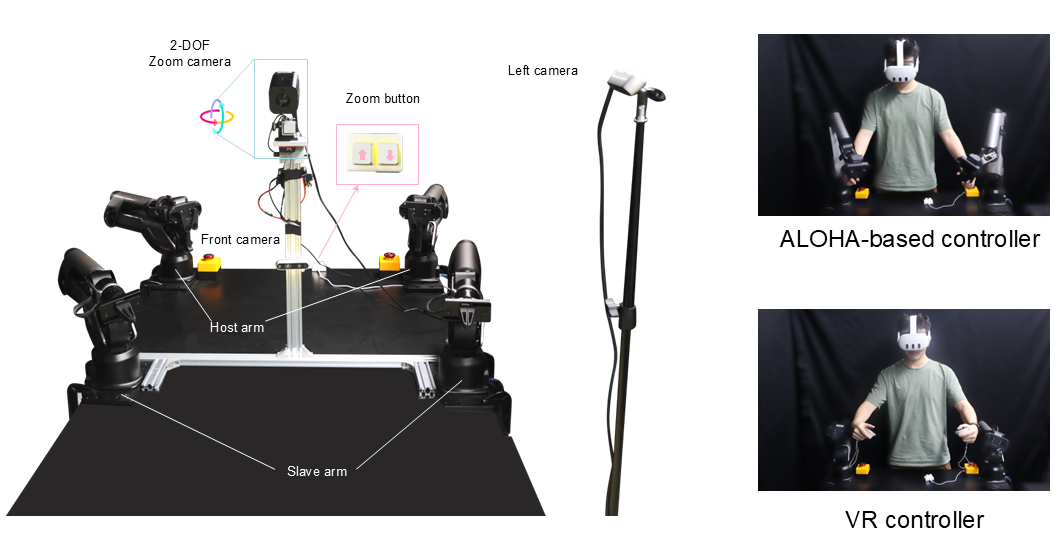 2-DOF
Zoom camera
Left camera
Zoom button
Front camera
Host arm
Slave arm
ALOHA-based controller
VR controller